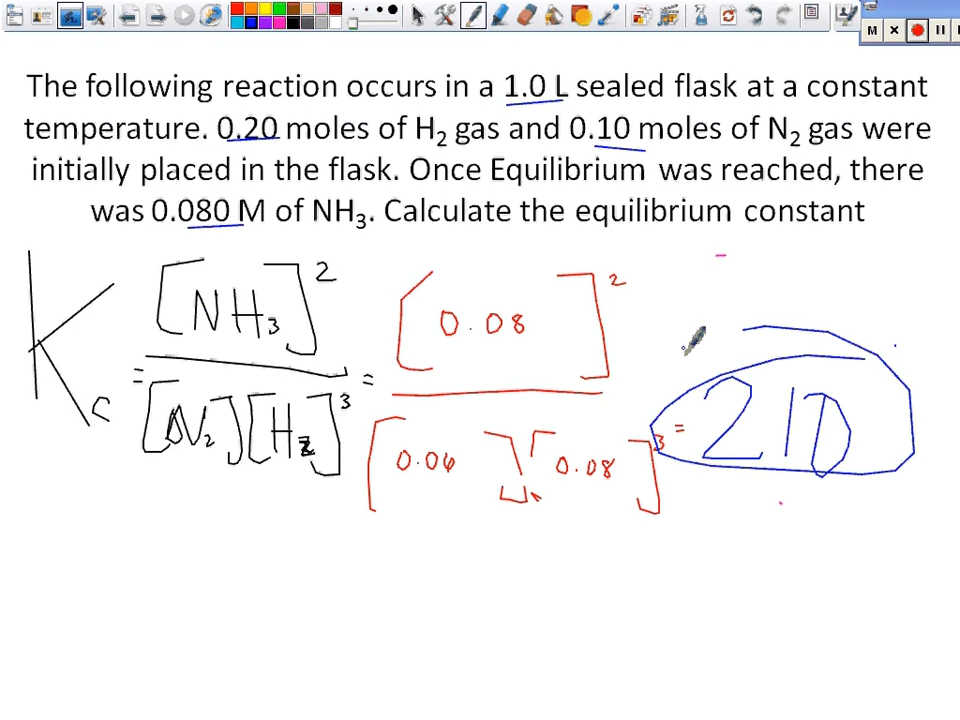 M
The following reaction occurs in a 1.0 L sealed flask at a constant
temperature. 0.20 moles of H₂ gas and 0.10 moles of N₂ gas were
initially placed in the flask. Once Equilibrium was reached, there
was 0.080 M of NH₃. Calculate the equilibrium constant
Kc = [NH₃]² / [N₂][H₂]³ = [0.08]² / [0.06][0.08]³ = 210